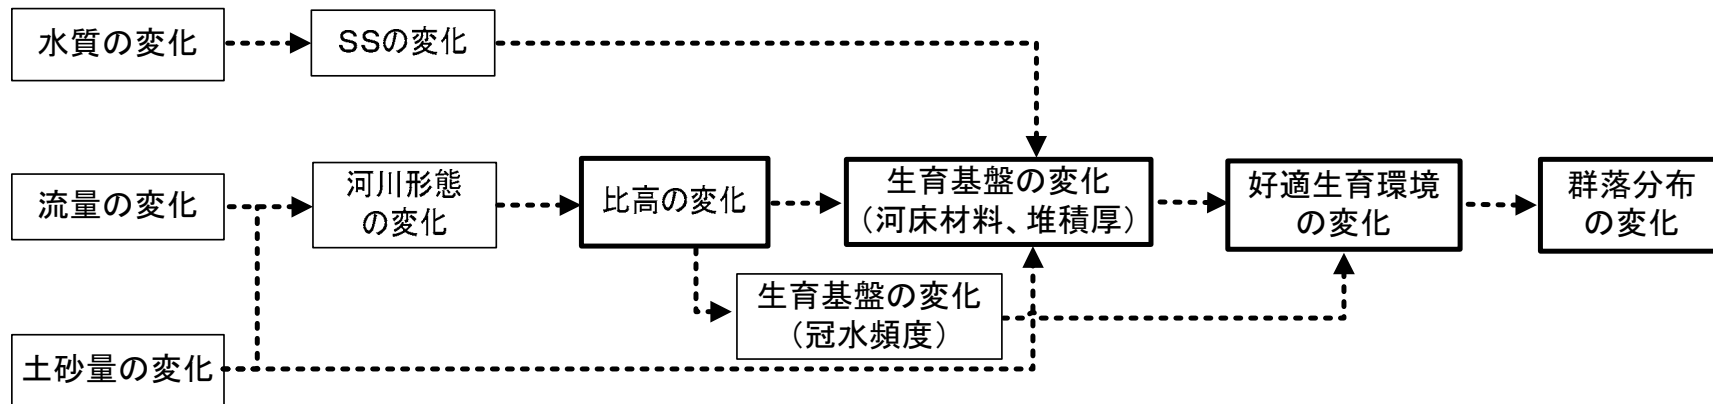 水質の変化
SSの変化
流量の変化
河川形態
の変化
比高の変化
生育基盤の変化
（河床材料、堆積厚）
好適生育環境
の変化
群落分布
の変化
生育基盤の変化
（冠水頻度）
土砂量の変化